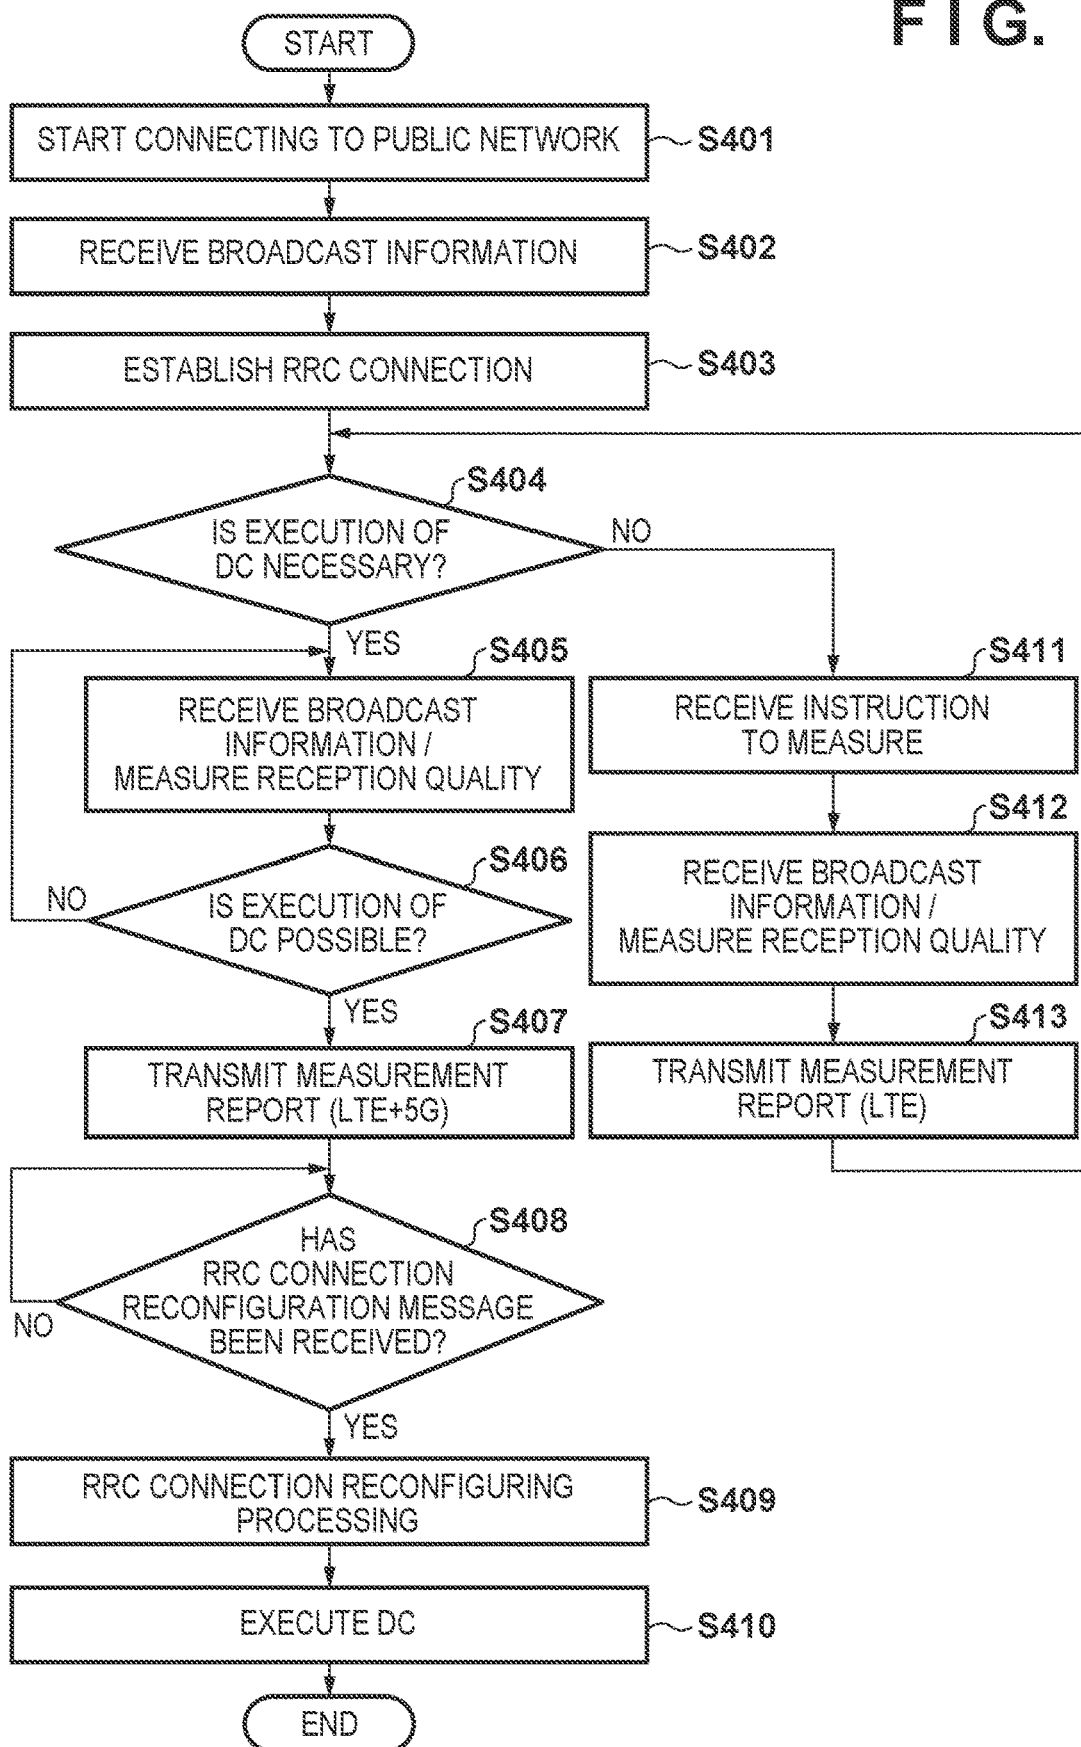 FIG.
START
START CONNECTING TO PUBLIC NETWORK
S401
RECEIVE BROADCAST INFORMATION
S402
ESTABLISH RRC CONNECTION
S403
S404
IS EXECUTION OF
DC NECESSARY?
NO
YES
S405
RECEIVE BROADCAST
INFORMATION /
MEASURE RECEPTION QUALITY
S406
NO
IS EXECUTION OF
DC POSSIBLE?
YES
S407
TRANSMIT MEASUREMENT
REPORT (LTE+5G)
S408
HAS
RRC CONNECTION
RECONFIGURATION MESSAGE
BEEN RECEIVED?
NO
YES
RRC CONNECTION RECONFIGURING
PROCESSING
S409
EXECUTE DC
S410
END
S411
RECEIVE INSTRUCTION
TO MEASURE
S412
RECEIVE BROADCAST
INFORMATION /
MEASURE RECEPTION QUALITY
S413
TRANSMIT MEASUREMENT
REPORT (LTE)